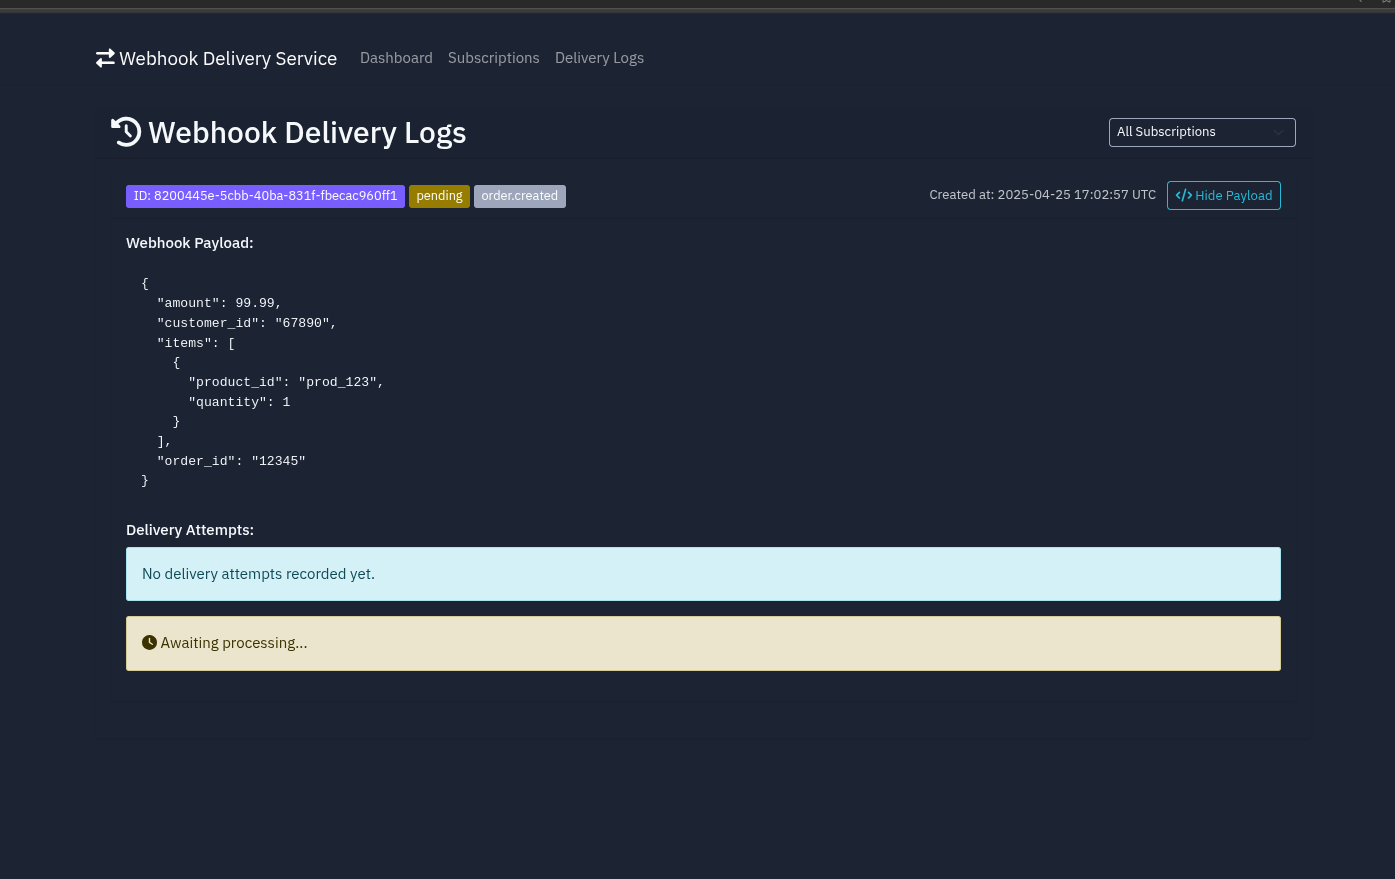 Webhook Delivery Service Dashboard Subscriptions Delivery Logs
Webhook Delivery Logs All Subscriptions
ID: 8200445e-5cbb-40ba-831f-fbecac960ff1 pending order.created Created at: 2025-04-25 17:02:57 UTC </> Hide Payload
Webhook Payload:
{
  "amount": 99.99,
  "customer_id": "67890",
  "items": [
    {
      "product_id": "prod_123",
      "quantity": 1
    }
  ],
  "order_id": "12345"
}
Delivery Attempts:
No delivery attempts recorded yet.
Awaiting processing...